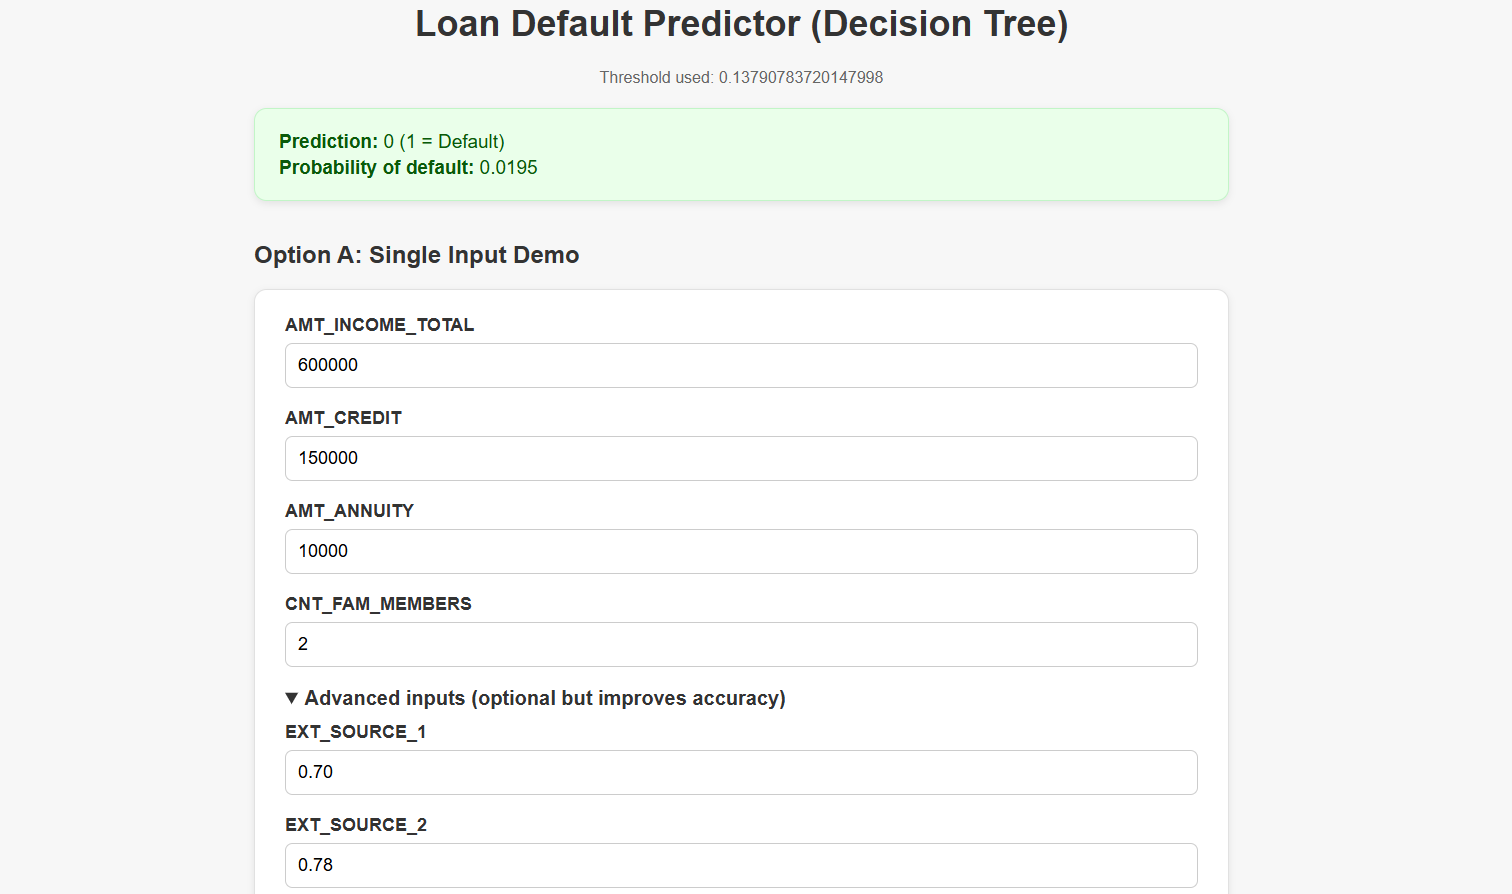 Loan Default Predictor (Decision Tree)
Threshold used: 0.13790783720147998
Prediction: 0 (1 = Default)
Probability of default: 0.0195
Option A: Single Input Demo
AMT_INCOME_TOTAL
600000
AMT_CREDIT
150000
AMT_ANNUITY
10000
CNT_FAM_MEMBERS
2
▼ Advanced inputs (optional but improves accuracy)
EXT_SOURCE_1
0.70
EXT_SOURCE_2
0.78